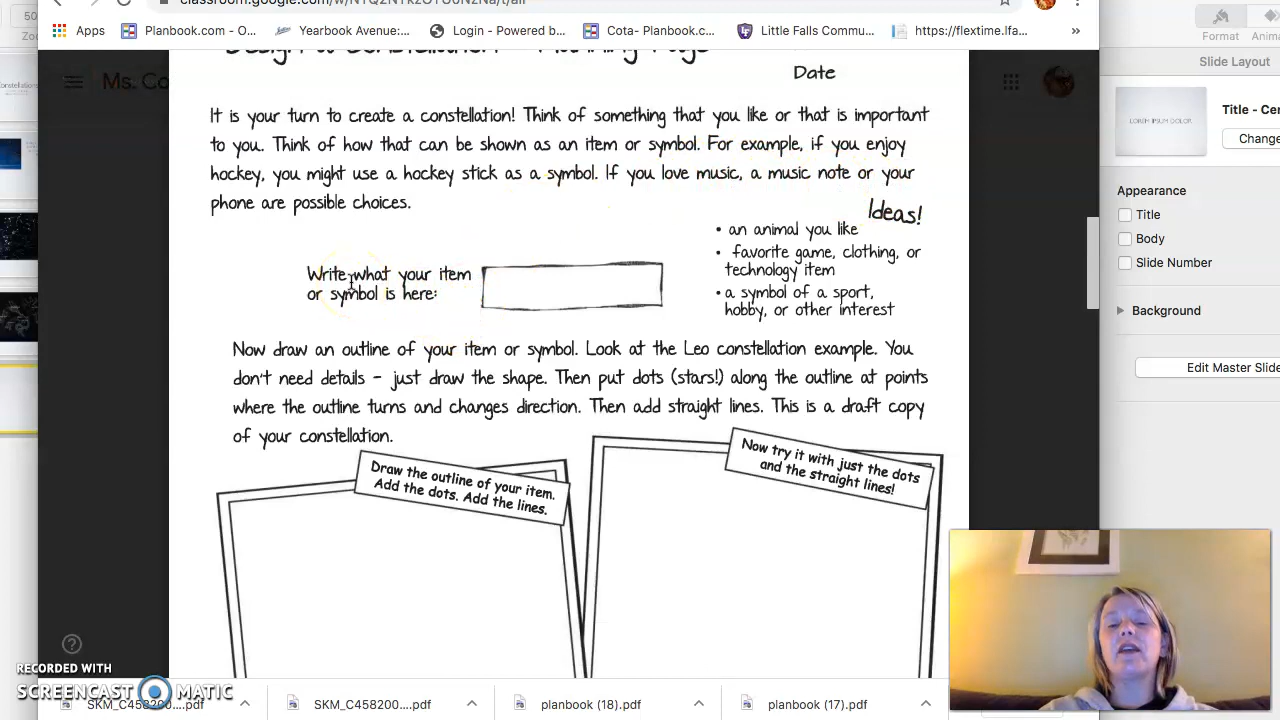 Apps
Planbook.com - O...
Yearbook Avenue:...
Login - Powered b...
Cota- Planbook.c...
Little Falls Commu...
https://flextime.lfa...
»
Format
Slide Layout
Date
It is your turn to create a constellation! Think of something that you like or that is important
to you. Think of how that can be shown as an item or symbol. For example, if you enjoy
hockey, you might use a hockey stick as a symbol. If you love music, a music note or your
phone are possible choices.
Ideas!
• an animal you like
• favorite game, clothing, or
technology item
• a symbol of a sport,
hobby, or other interest
Write what your item
or symbol is here:
Now draw an outline of your item or symbol. Look at the Leo constellation example. You
don't need details - just draw the shape. Then put dots (stars!) along the outline at points
where the outline turns and changes direction. Then add straight lines. This is a draft copy
of your constellation.
Draw the outline of your item.
Add the dots. Add the lines.
Now try it with just the dots
and the straight lines!
LOREM IPSUM DOLOR
Title - Ce
Change
Appearance
Title
Body
Slide Number
Background
Edit Master Slide
Ms. Co
RECORDED WITH
SCREENCAST MATIC
SKM_C458200....pdf
SKM_C458200....pdf
planbook (18).pdf
planbook (17).pdf